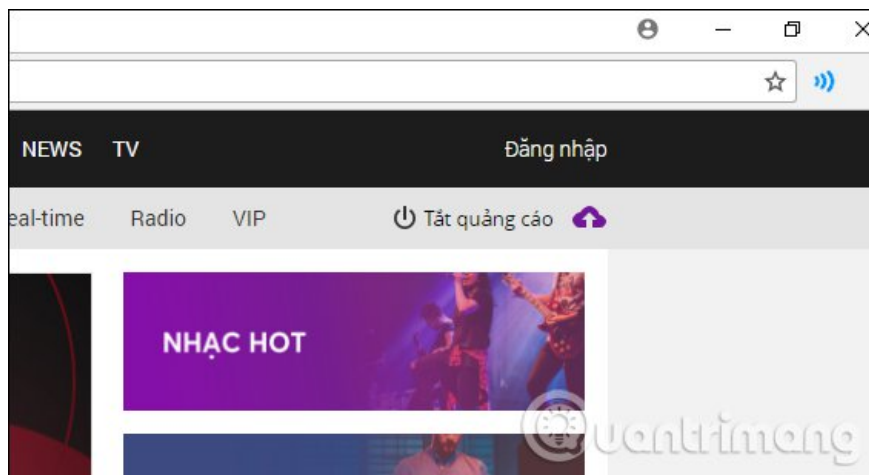 NEWS TV Đăng nhập
eal-time Radio VIP Tắt quảng cáo
NHẠC HOT
uantrimang